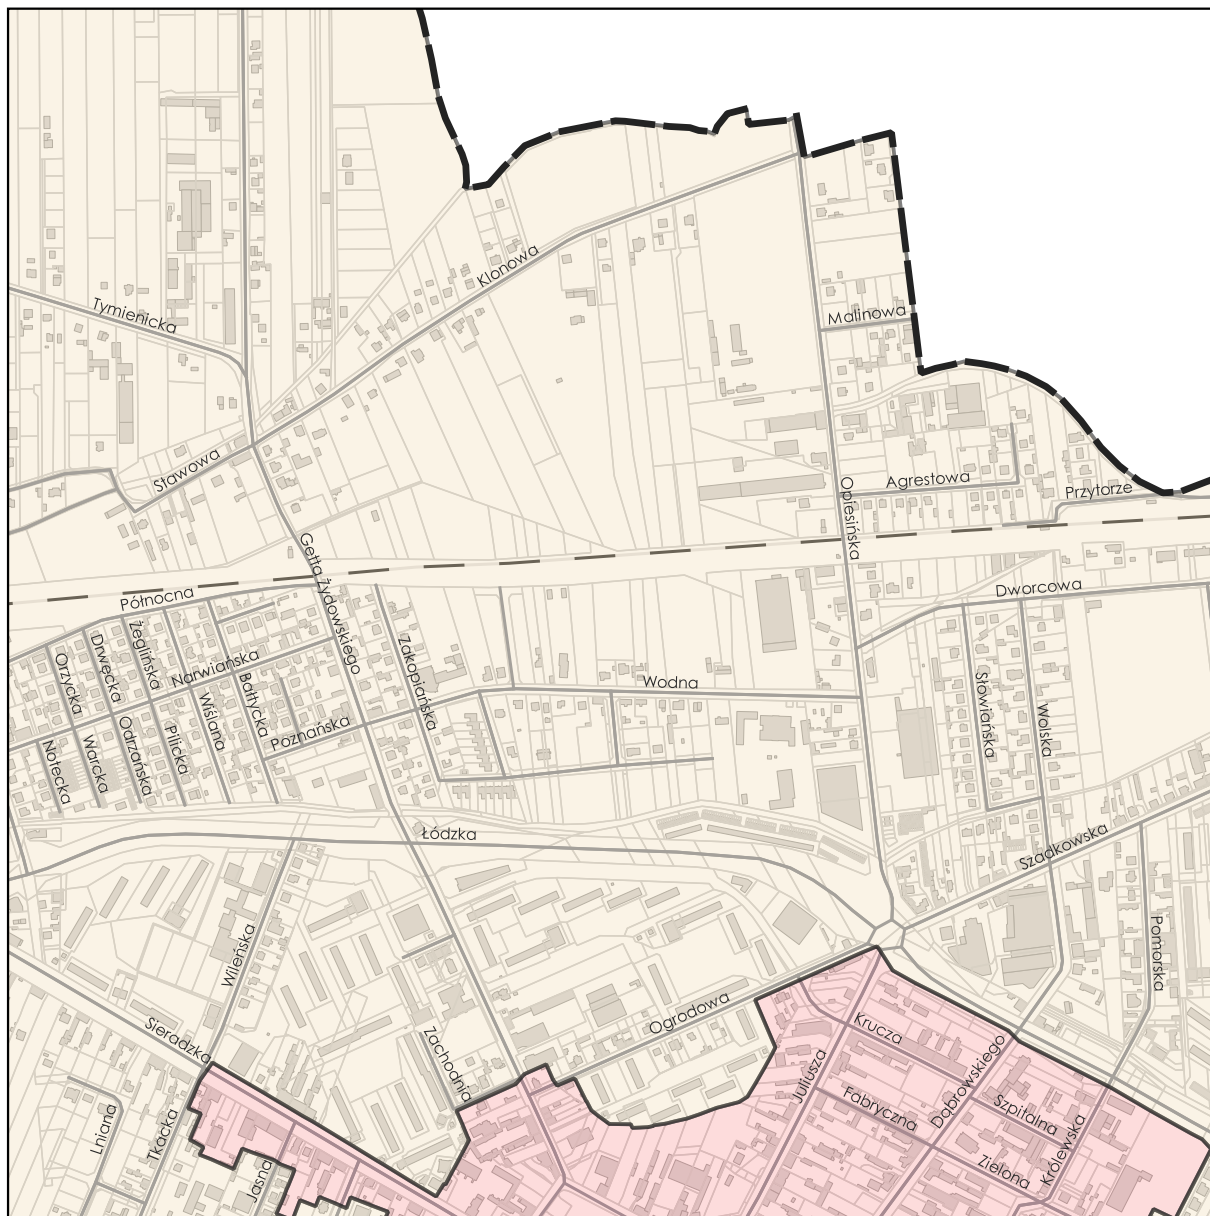 Klonowa
Tymienicka
Malinowa
Stawowa
Agrestowa
Przytorze
Opiesińska
Getta Żydowskiego
Północna
Dworcowa
Żeglińska
Drwęcka
Orzycka
Narwiańska
Zakopiańska
Wodna
Bałtycka
Wiślana
Słowiańska
Wolska
Poznańska
Odrzańska
Pilicka
Warcka
Notecka
Łódzka
Szadkowska
Wileńska
Pomorska
Ogrodowa
Sieradzka
Zachodnia
Krucza
Juliusza
Dąbrowskiego
Fabryczna
Szpitalna
Lniana
Tkacka
Jasna
Zielona
Królewska